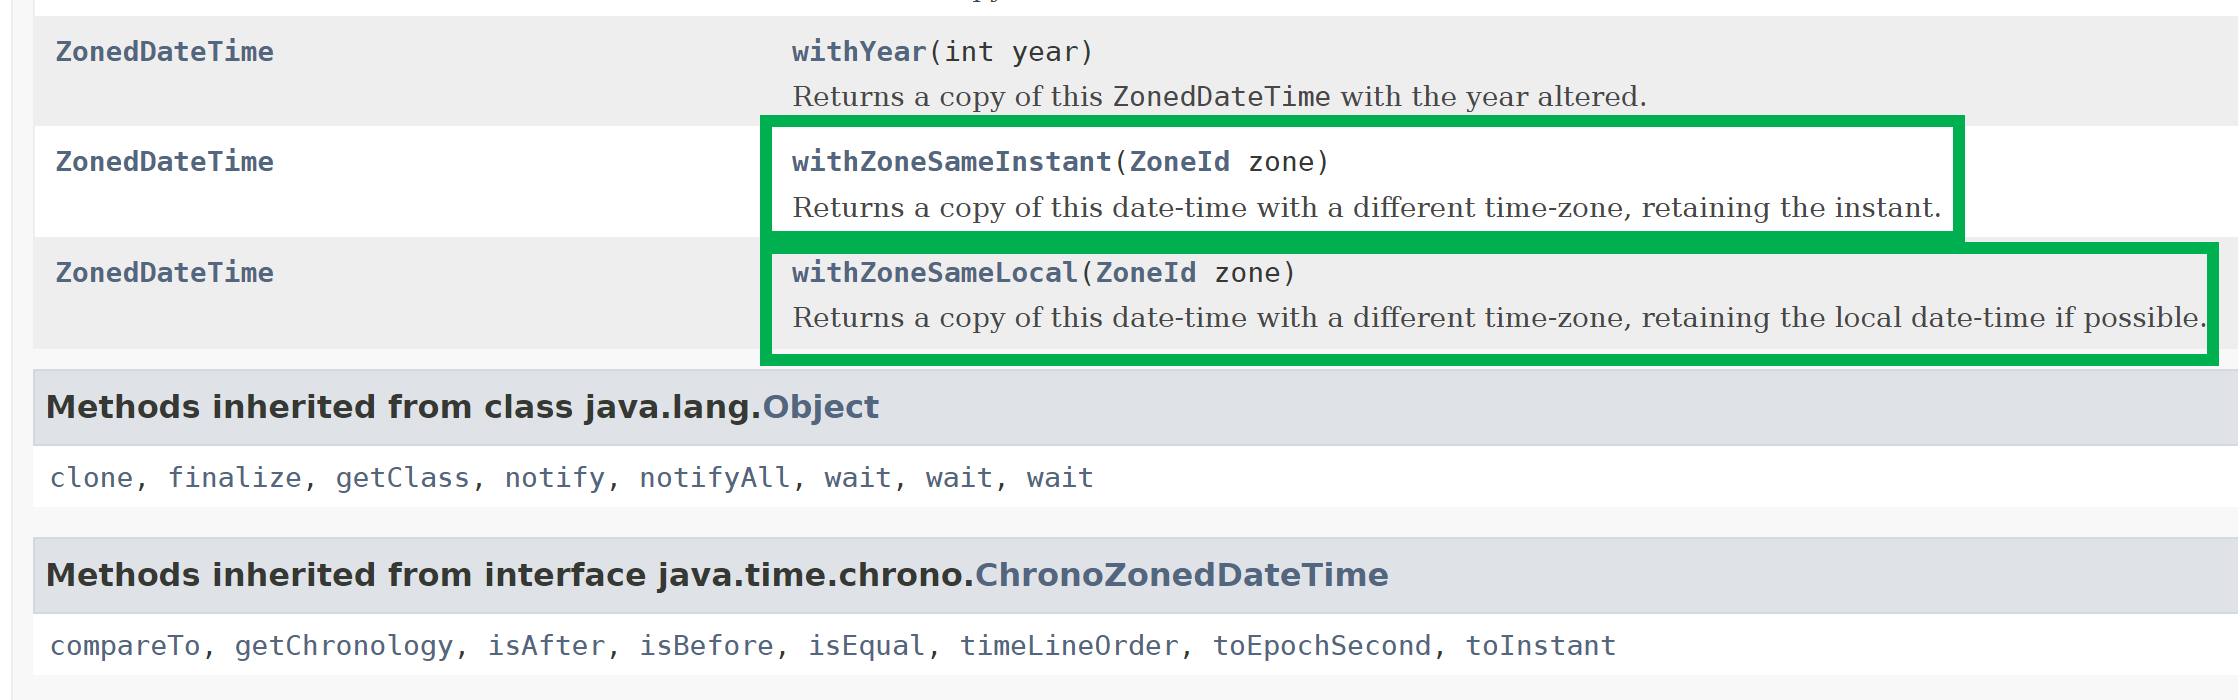 ZonedDateTime withYear(int year)
Returns a copy of this ZonedDateTime with the year altered.
ZonedDateTime withZoneSameInstant(ZoneId zone)
Returns a copy of this date-time with a different time-zone, retaining the instant.
ZonedDateTime withZoneSameLocal(ZoneId zone)
Returns a copy of this date-time with a different time-zone, retaining the local date-time if possible.
Methods inherited from class java.lang.Object
clone, finalize, getClass, notify, notifyAll, wait, wait, wait
Methods inherited from interface java.time.chrono.ChronoZonedDateTime
compareTo, getChronology, isAfter, isBefore, isEqual, timeLineOrder, toEpochSecond, toInstant